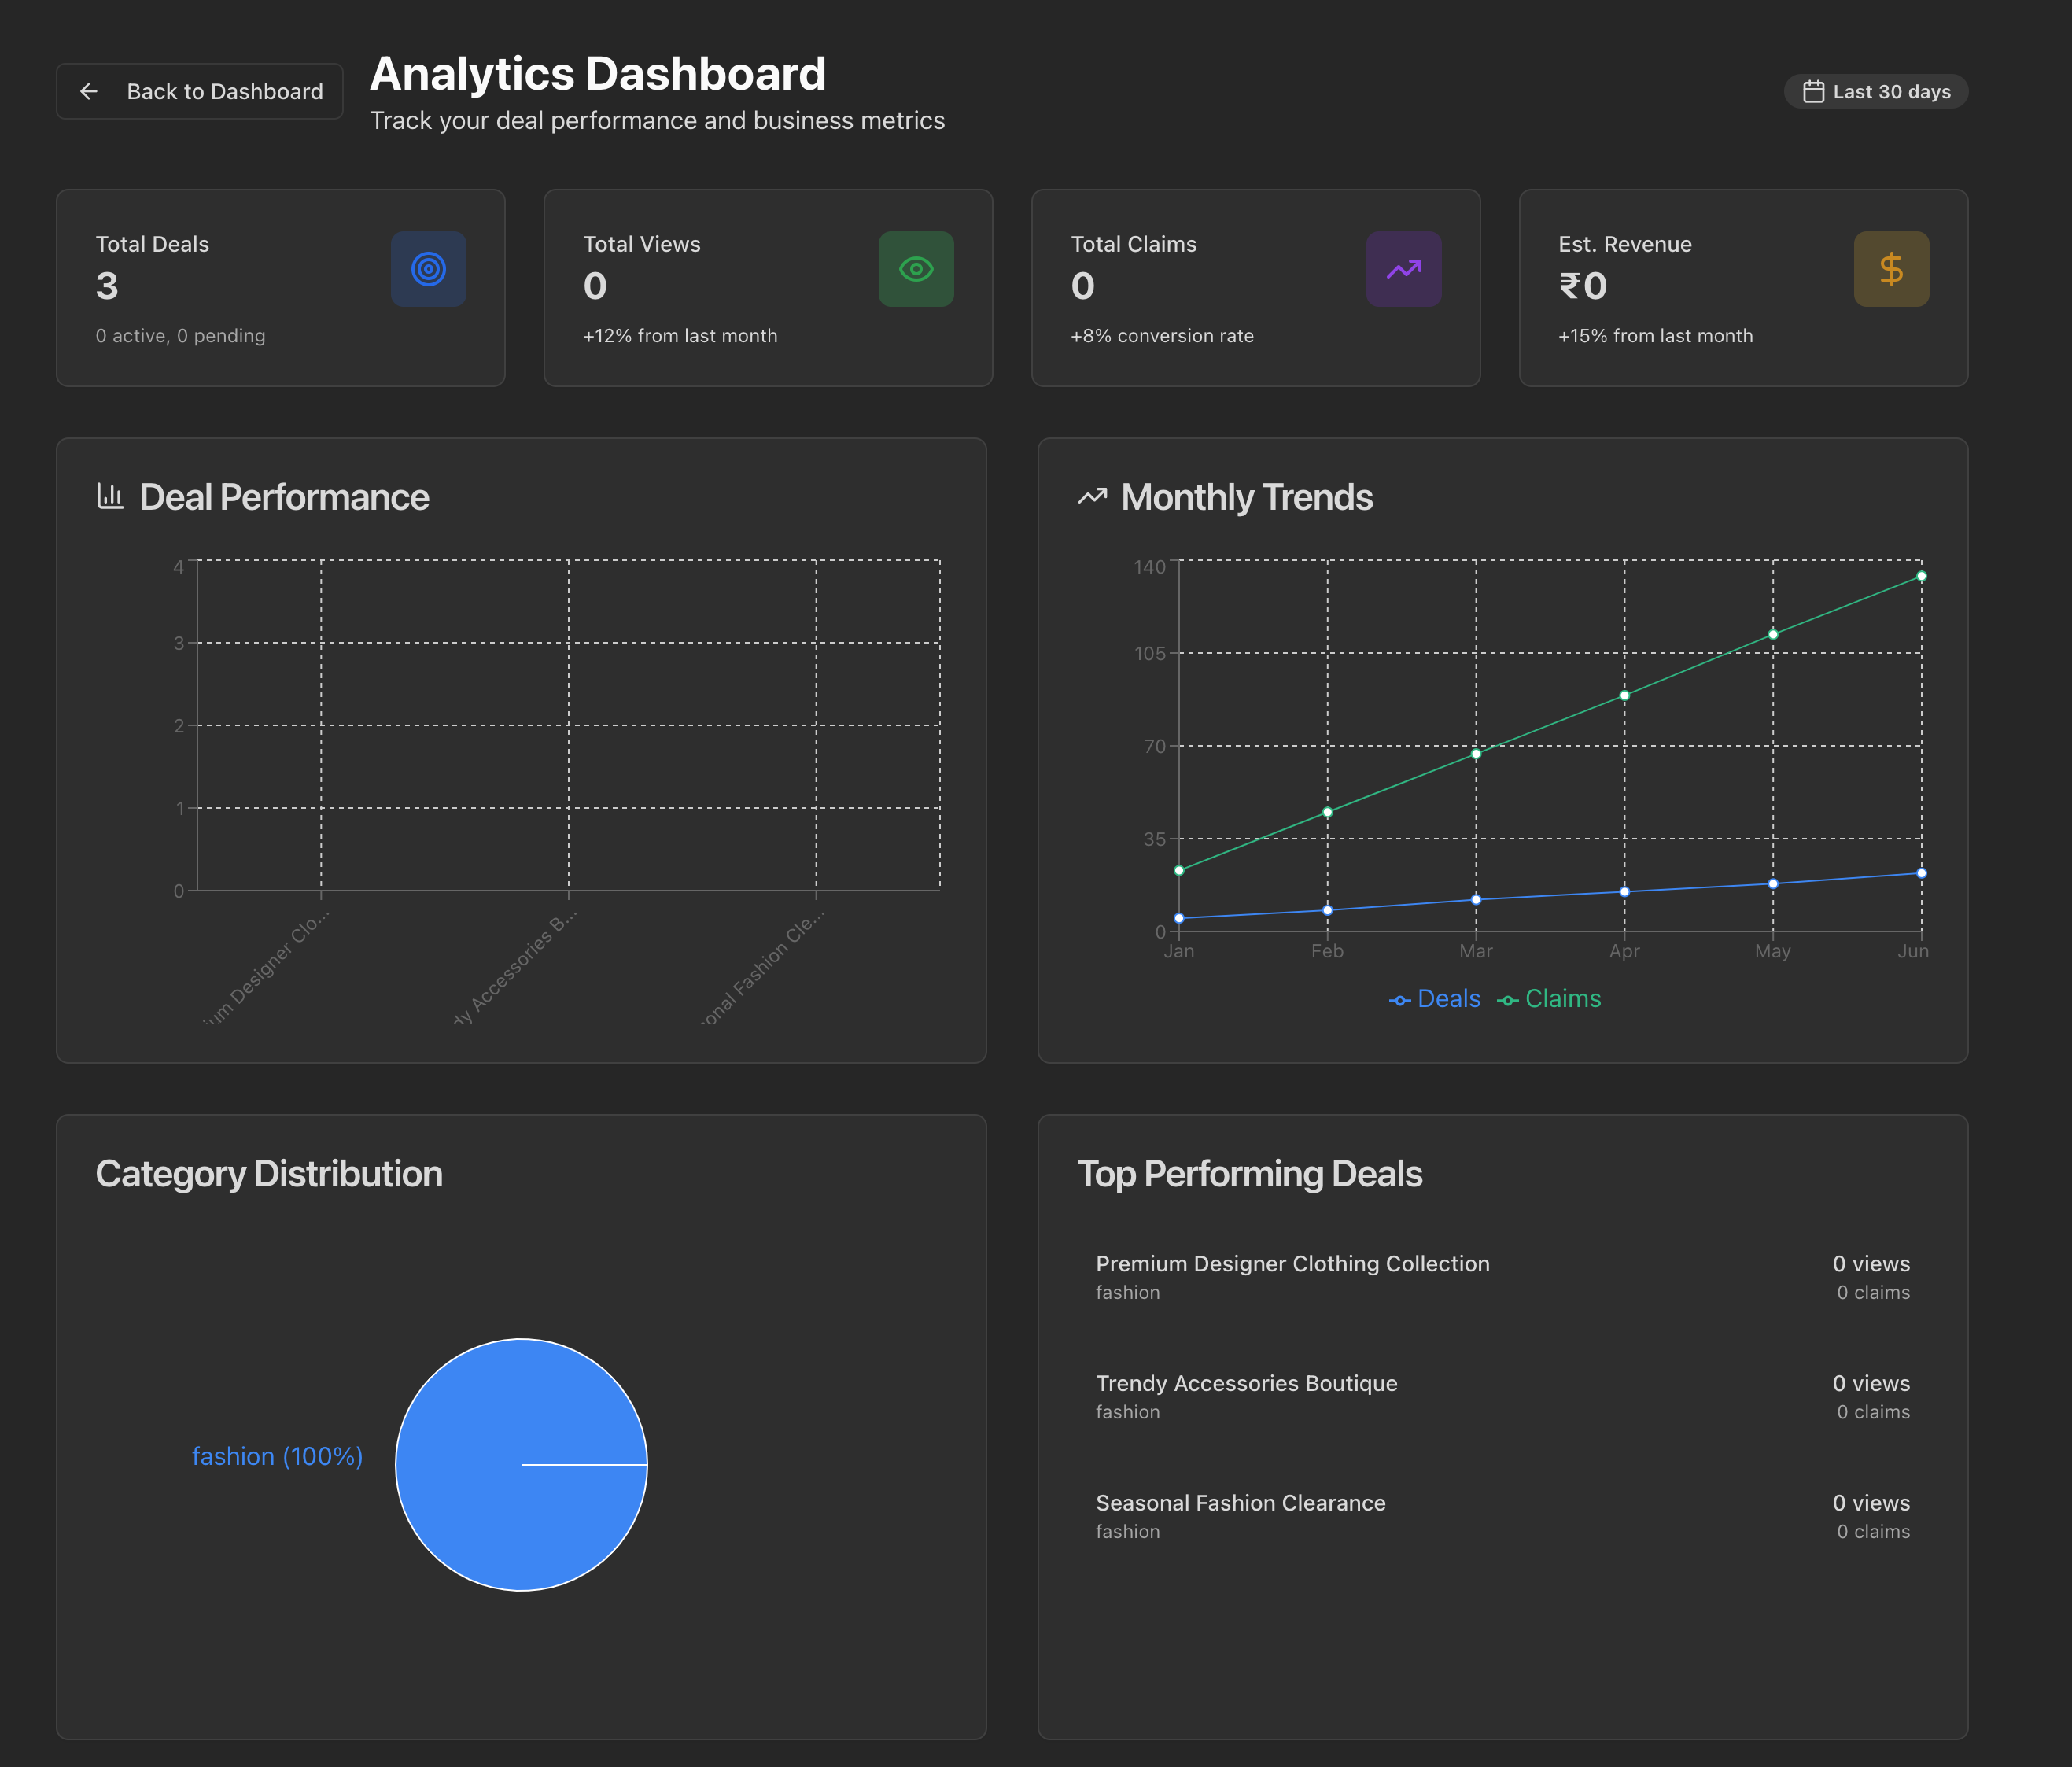 Back to Dashboard
Analytics Dashboard
Track your deal performance and business metrics
Last 30 days
Total Deals
3
0 active, 0 pending
Total Views
0
+12% from last month
Total Claims
0
+8% conversion rate
Est. Revenue
₹0
+15% from last month
Deal Performance
4
3
2
1
0
ium Designer Clo...
dy Accessories B...
onal Fashion Cle...
Monthly Trends
140
105
70
35
0
Jan Feb Mar Apr May Jun
Deals Claims
Category Distribution
fashion (100%)
Top Performing Deals
Premium Designer Clothing Collection 0 views
fashion 0 claims
Trendy Accessories Boutique 0 views
fashion 0 claims
Seasonal Fashion Clearance 0 views
fashion 0 claims